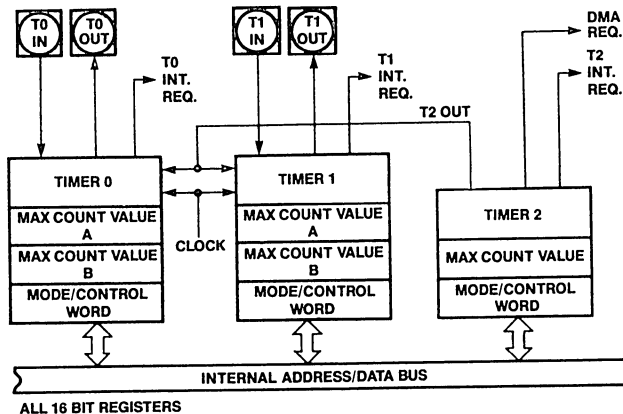 T0
IN
T0
OUT
T1
IN
T1
OUT
DMA
REQ.
T0
INT.
REQ.
T1
INT.
REQ.
T2
INT.
REQ.
T2 OUT
TIMER 0
MAX COUNT VALUE
A
MAX COUNT VALUE
B
MODE/CONTROL
WORD
CLOCK
TIMER 1
MAX COUNT VALUE
A
MAX COUNT VALUE
B
MODE/CONTROL
WORD
TIMER 2
MAX COUNT VALUE
MODE/CONTROL
WORD
INTERNAL ADDRESS/DATA BUS
ALL 16 BIT REGISTERS